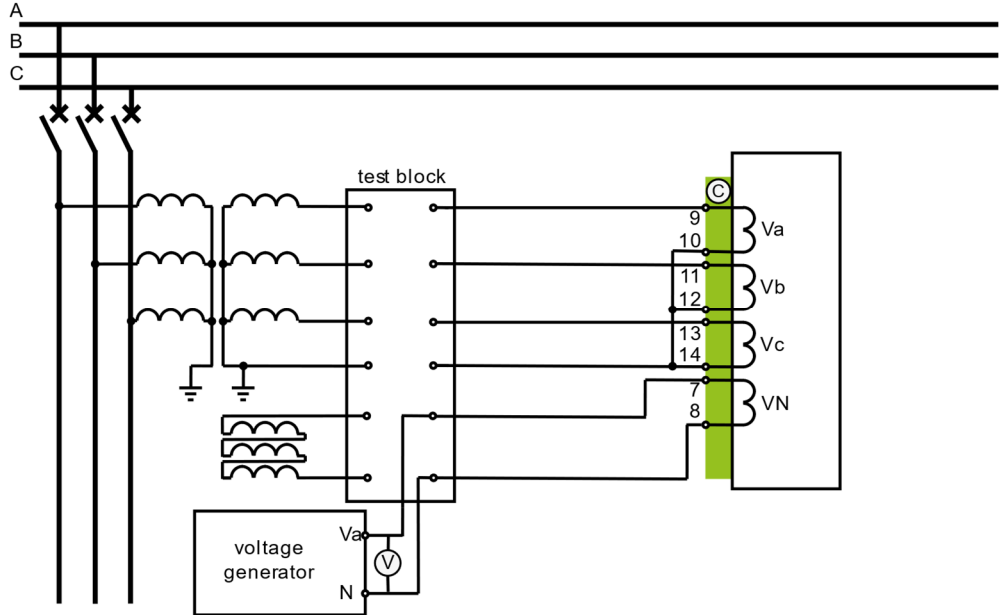 A
B
C
test block
C
9
Va
10
11
Vb
12
13
Vc
14
7
VN
8
Va
voltage
generator
V
N